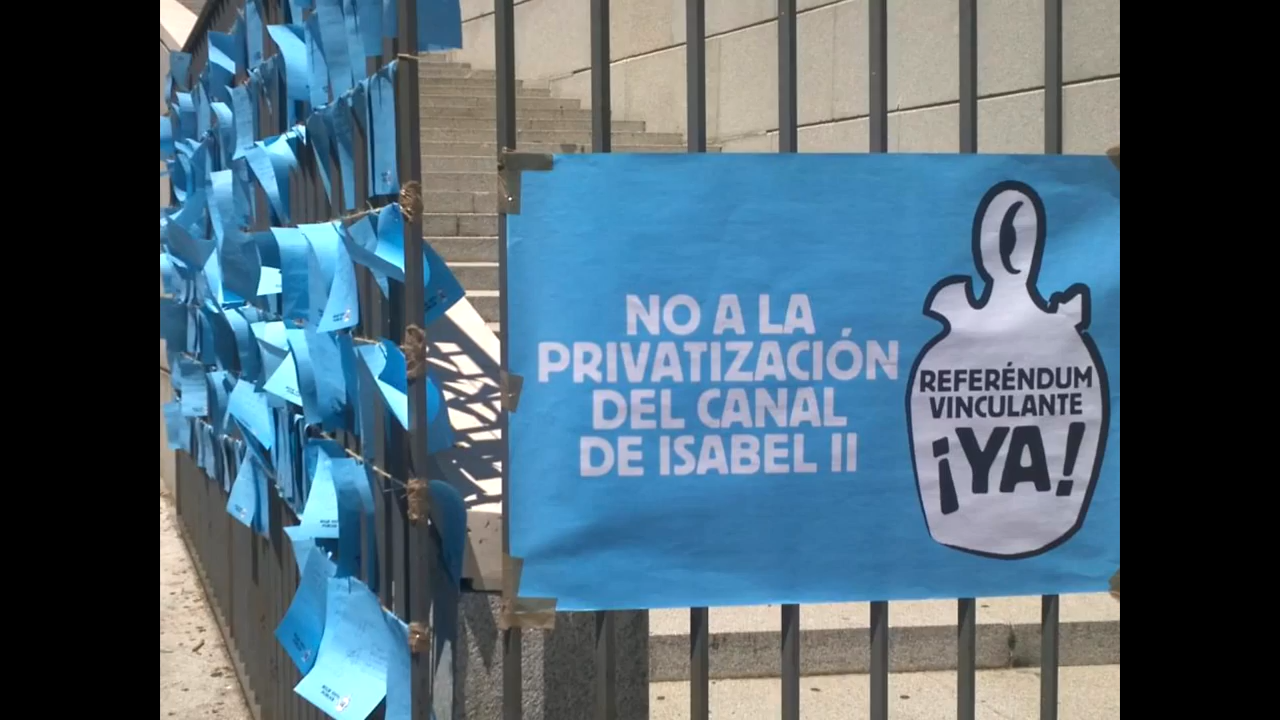 NO A LA
PRIVATIZACIÓN
DEL CANAL
DE ISABEL II
REFERÉNDUM
VINCULANTE
¡YA!